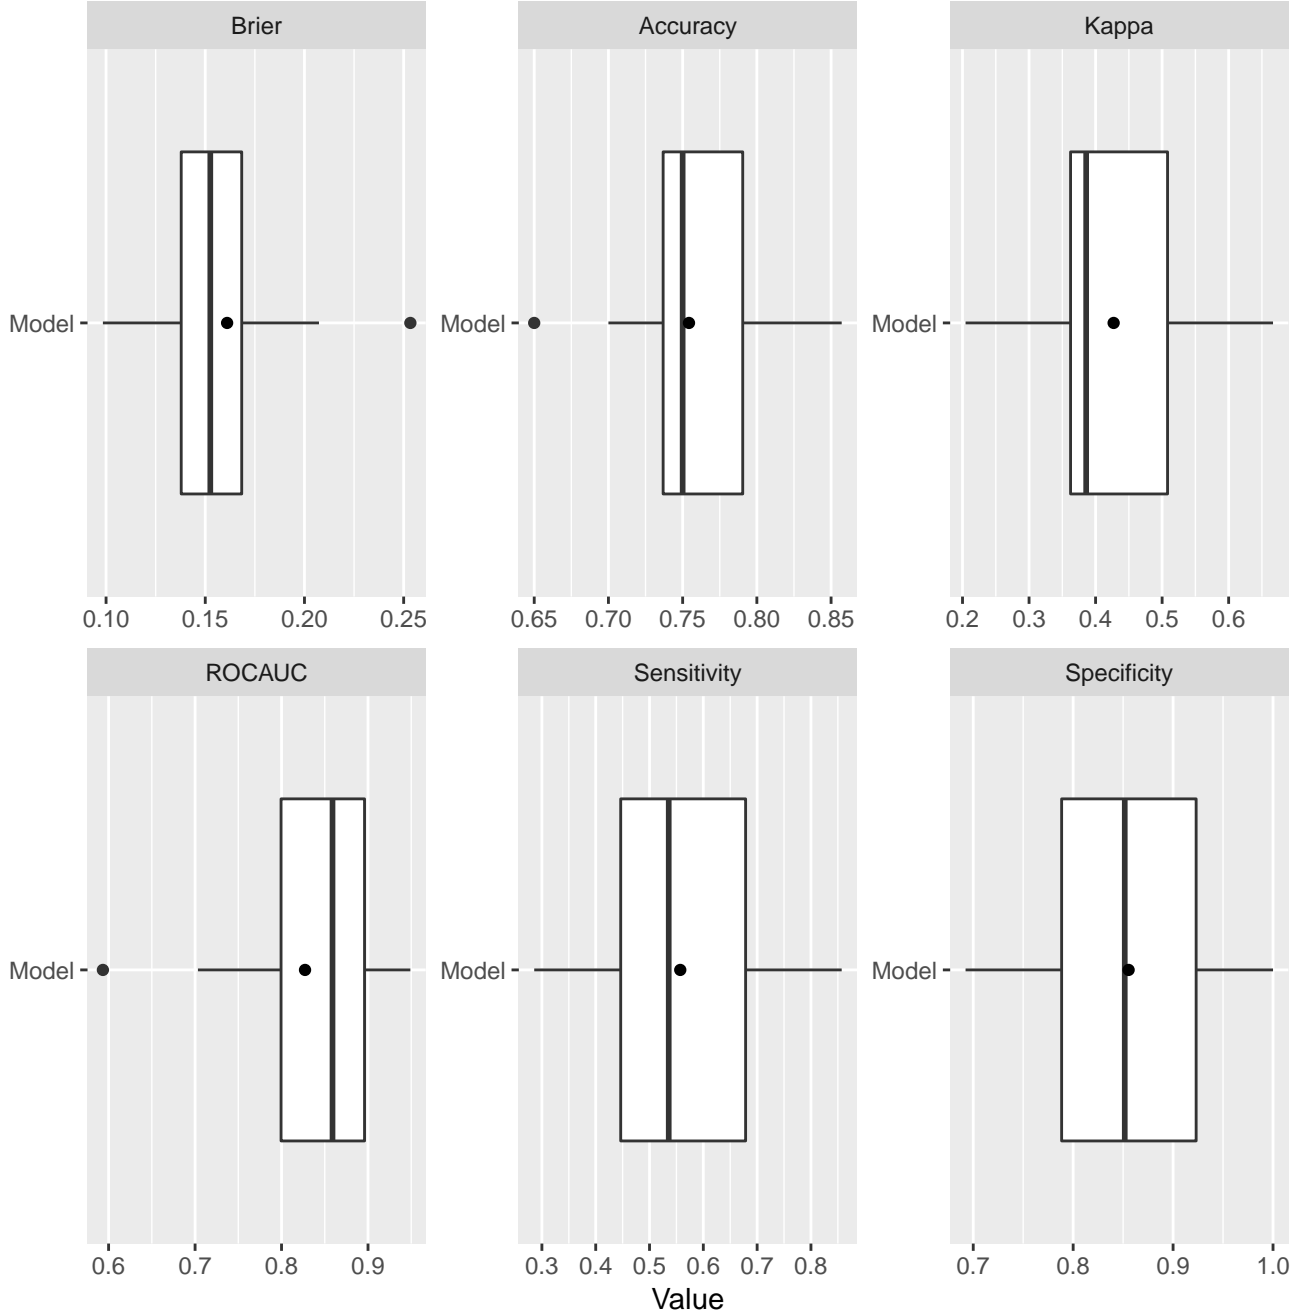 Brier Accuracy Kappa
Model Model Model
0.10 0.15 0.20 0.25 0.65 0.70 0.75 0.80 0.85 0.2 0.3 0.4 0.5 0.6
ROCAUC Sensitivity Specificity
Model Model Model
0.6 0.7 0.8 0.9 0.3 0.4 0.5 0.6 0.7 0.8 0.7 0.8 0.9 1.0
Value